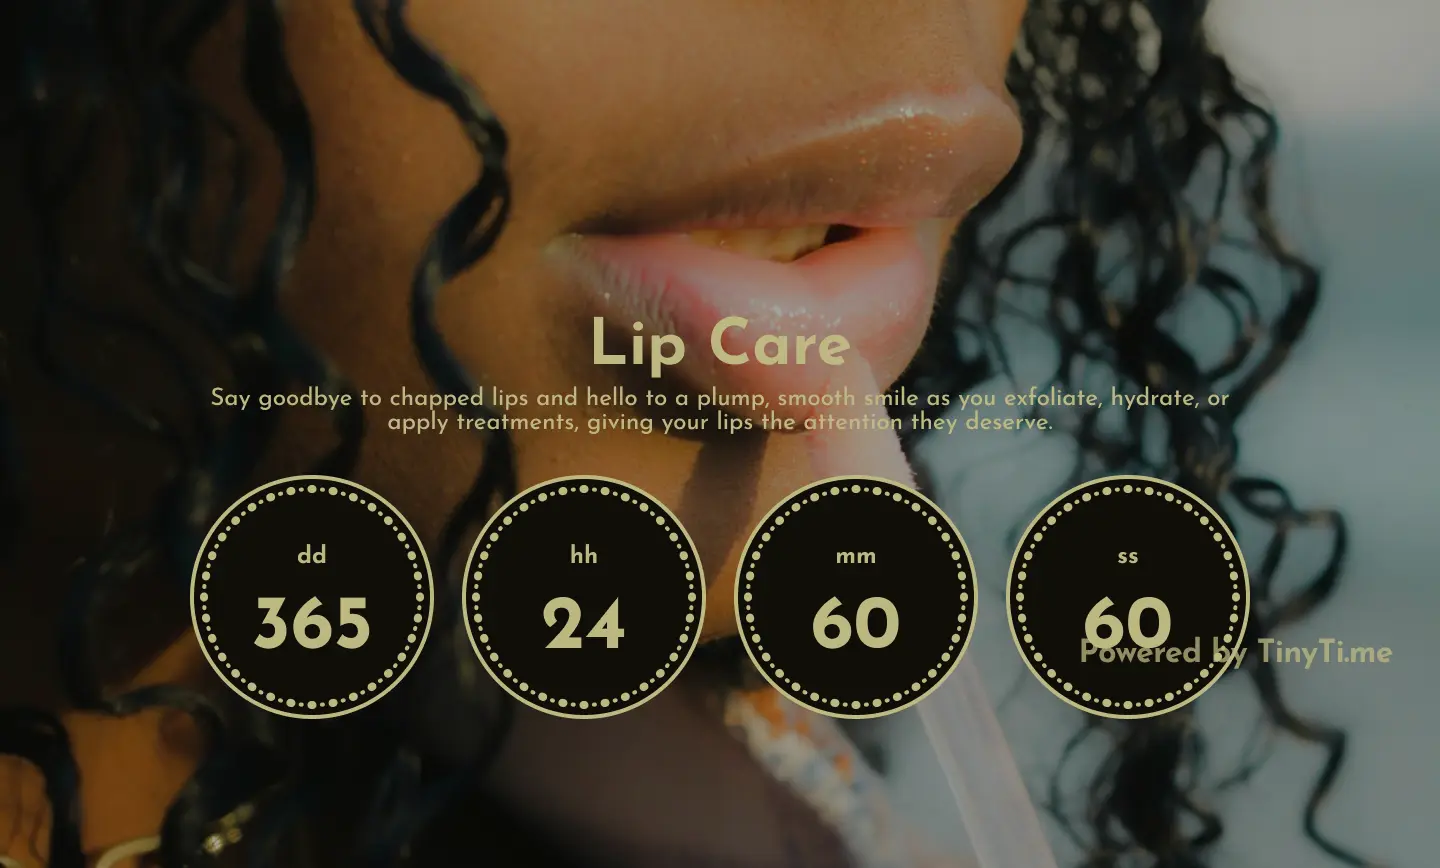 Lip Care
Say goodbye to chapped lips and hello to a plump, smooth smile as you exfoliate, hydrate, or
apply treatments, giving your lips the attention they deserve.
dd
365
hh
24
mm
60
ss
60
Powered by TinyTi.me